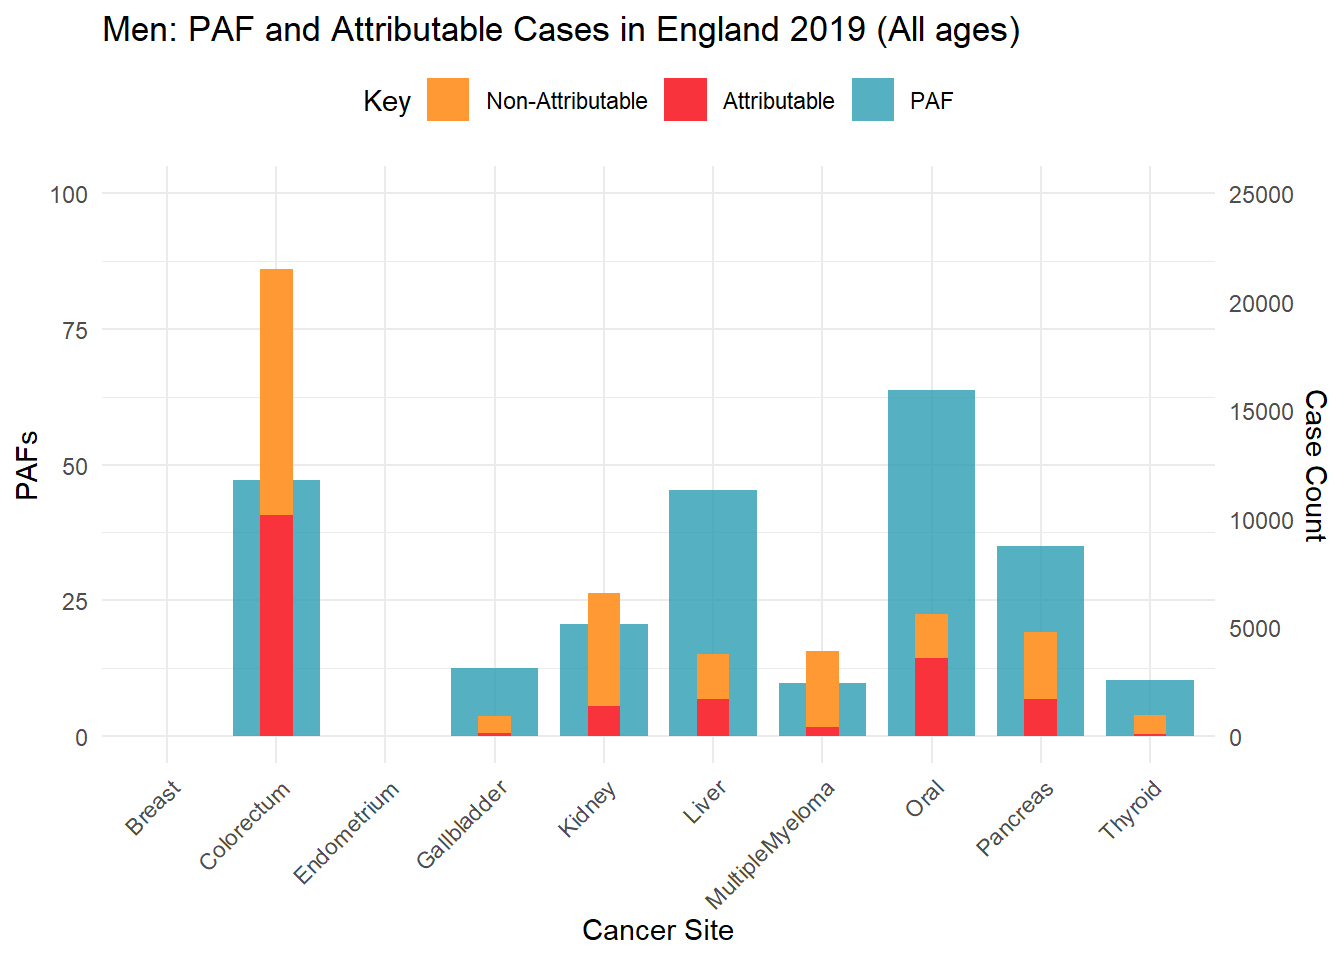 Men: PAF and Attributable Cases in England 2019 (All ages)
Key Non-Attributable Attributable PAF
100
75
50
25
0
PAFs
25000
20000
15000
10000
5000
0
Case Count
Breast
Colorectum
Endometrium
Gallbladder
Kidney
Liver
MultipleMyeloma
Oral
Pancreas
Thyroid
Cancer Site